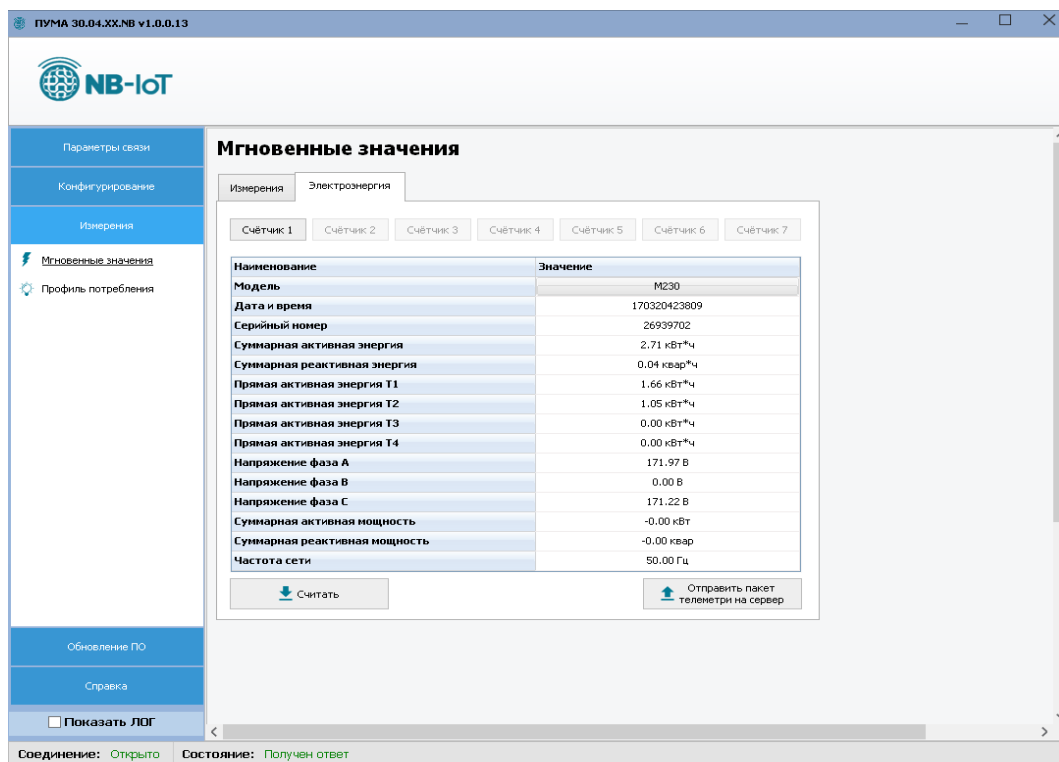 ПУМА 30.04.XX.NB v1.0.0.13
NB-IoT
Параметры связи
Конфигурирование
Измерения
Мгновенные значения
Профиль потребления
Обновление ПО
Справка
Показать ЛОГ
Мгновенные значения
Измерения Электроэнергия
Счётчик 1 Счётчик 2 Счётчик 3 Счётчик 4 Счётчик 5 Счётчик 6 Счётчик 7
Наименование Значение
Модель М230
Дата и время 170320423809
Серийный номер 26939702
Суммарная активная энергия 2.71 кВт*ч
Суммарная реактивная энергия 0.04 квар*ч
Прямая активная энергия Т1 1.66 кВт*ч
Прямая активная энергия Т2 1.05 кВт*ч
Прямая активная энергия Т3 0.00 кВт*ч
Прямая активная энергия Т4 0.00 кВт*ч
Напряжение фаза А 171.97 В
Напряжение фаза В 0.00 В
Напряжение фаза С 171.22 В
Суммарная активная мощность -0.00 кВт
Суммарная реактивная мощность -0.00 квар
Частота сети 50.00 Гц
Считать
Отправить пакет
телеметри на сервер
Соединение: Открыто Состояние: Получен ответ